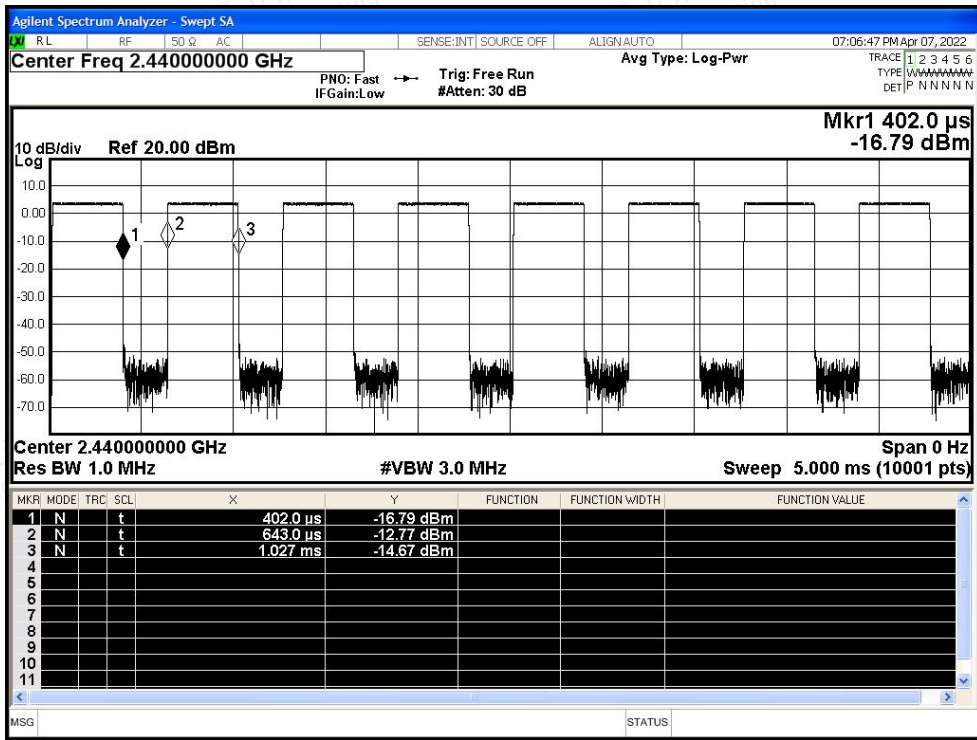 Agilent Spectrum Analyzer - Swept SA
LXI RL RF 50 Ω AC SENSE:INT SOURCE OFF ALIGN AUTO 07:06:47 PM Apr 07, 2022
Center Freq 2.440000000 GHz Avg Type: Log-Pwr TRACE 1 2 3 4 5 6
PNO: Fast Trig: Free Run TYPE WWWWWW
IFGain:Low #Atten: 30 dB DET P N N N N N
Mkr1 402.0 µs
10 dB/div Ref 20.00 dBm -16.79 dBm
Log
10.0
0.00
-10.0
-20.0
-30.0
-40.0
-50.0
-60.0
-70.0
1 2 3
Center 2.440000000 GHz Span 0 Hz
Res BW 1.0 MHz #VBW 3.0 MHz Sweep 5.000 ms (10001 pts)
MKR MODE TRC SCL X Y FUNCTION FUNCTION WIDTH FUNCTION VALUE
1 N t 402.0 µs -16.79 dBm
2 N t 643.0 µs -12.77 dBm
3 N t 1.027 ms -14.67 dBm
4
5
6
7
8
9
10
11
MSG STATUS